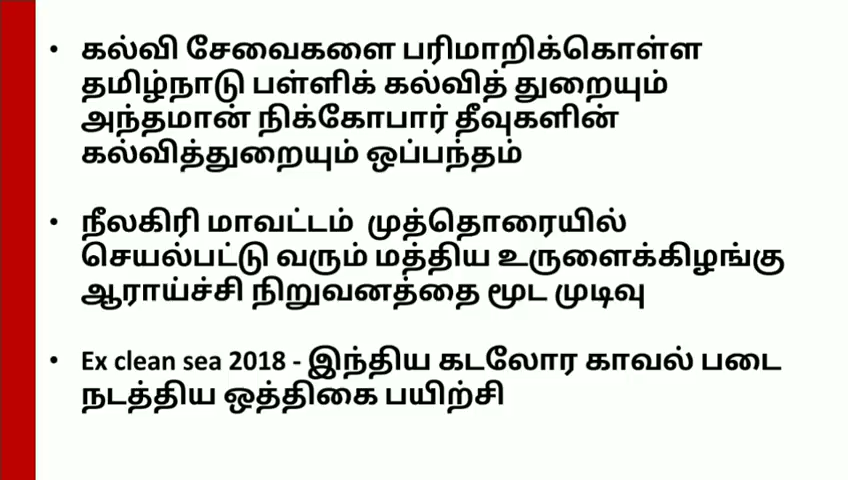 • கல்வி சேவைகளை பரிமாறிக்கொள்ள
தமிழ்நாடு பள்ளிக் கல்வித் துறையும்
அந்தமான் நிக்கோபார் தீவுகளின்
கல்வித்துறையும் ஒப்பந்தம்
• நீலகிரி மாவட்டம் முத்தொரையில்
செயல்பட்டு வரும் மத்திய உருளைக்கிழங்கு
ஆராய்ச்சி நிறுவனத்தை மூட முடிவு
• Ex clean sea 2018 - இந்திய கடலோர காவல் படை
நடத்திய ஒத்திகை பயிற்சி